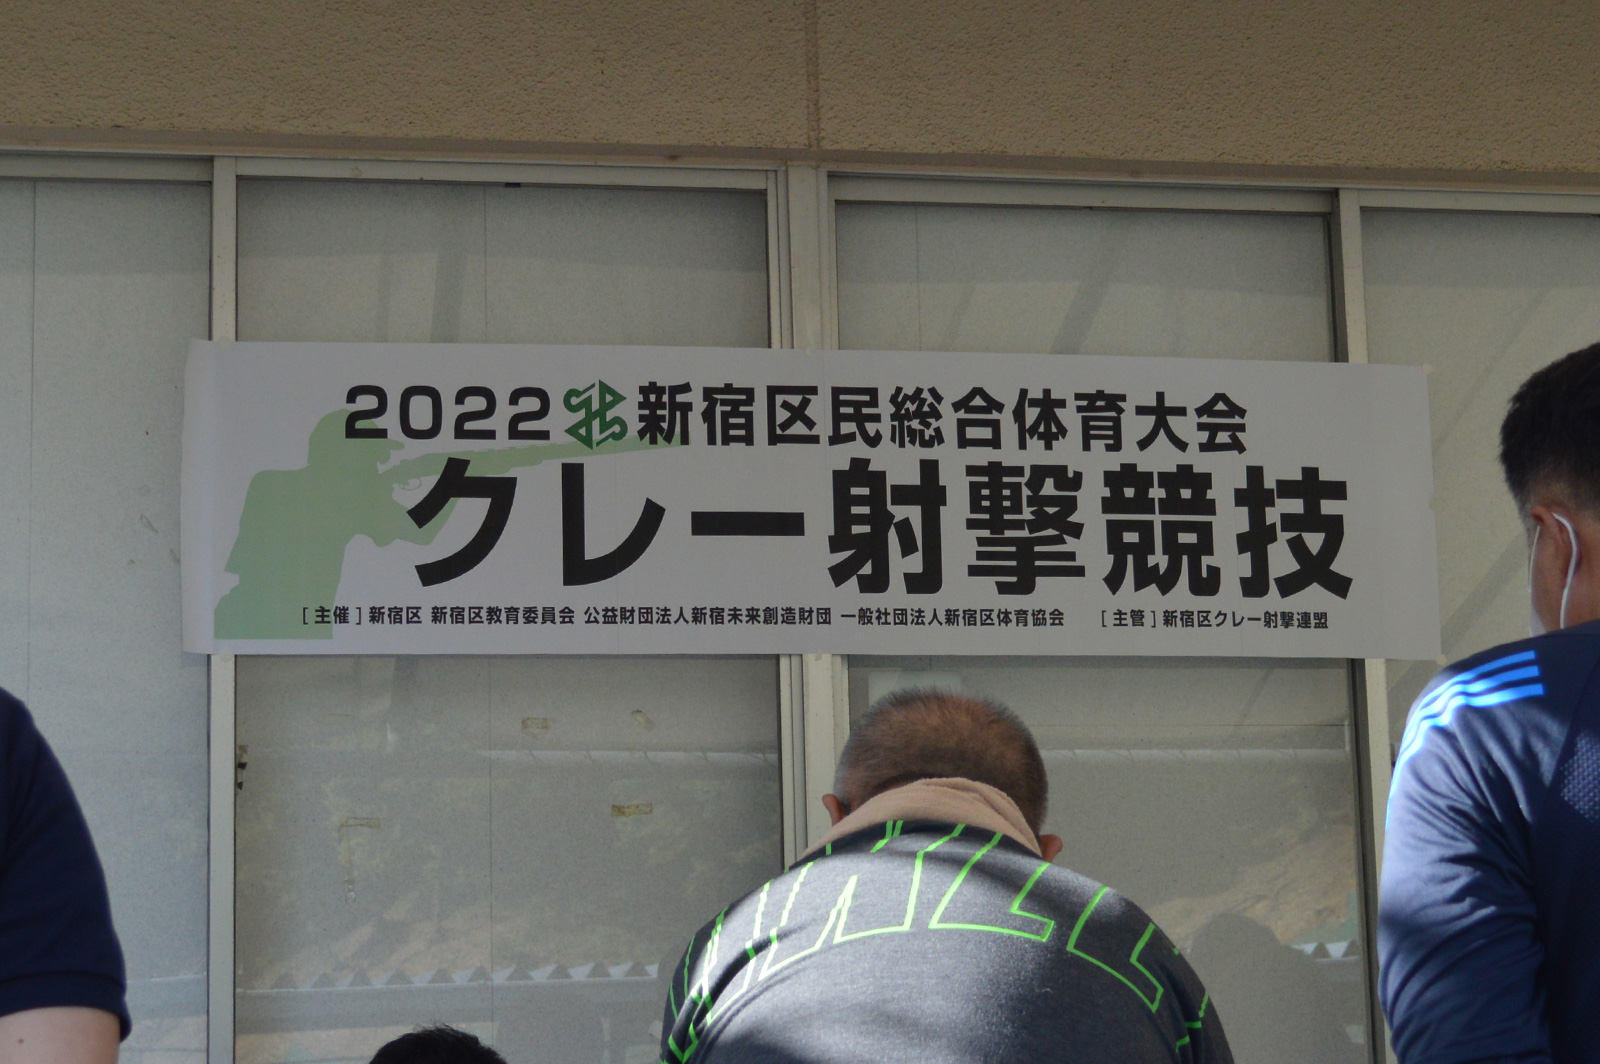 2022 新宿区民総合体育大会
クレー射撃競技
[ 主催 ] 新宿区 新宿区教育委員会 公益財団法人新宿未来創造財団 一般社団法人新宿区体育協会 [ 主管 ] 新宿区クレー射撃連盟